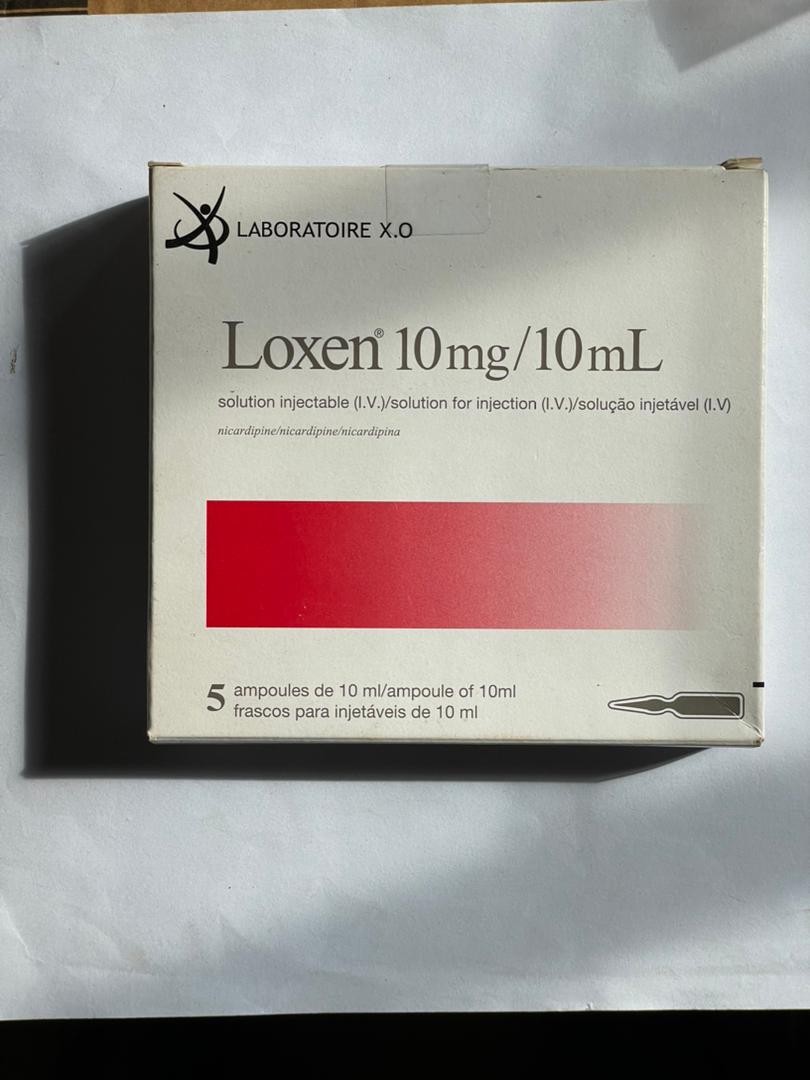 LABORATOIRE X.O
Loxen® 10 mg/10 mL
solution injectable (I.V.)/solution for injection (I.V.)/solução injetável (I.V)
nicardipine/nicardipine/nicardipina
5 ampoules de 10 ml/ampoule of 10ml
frascos para injetáveis de 10 ml